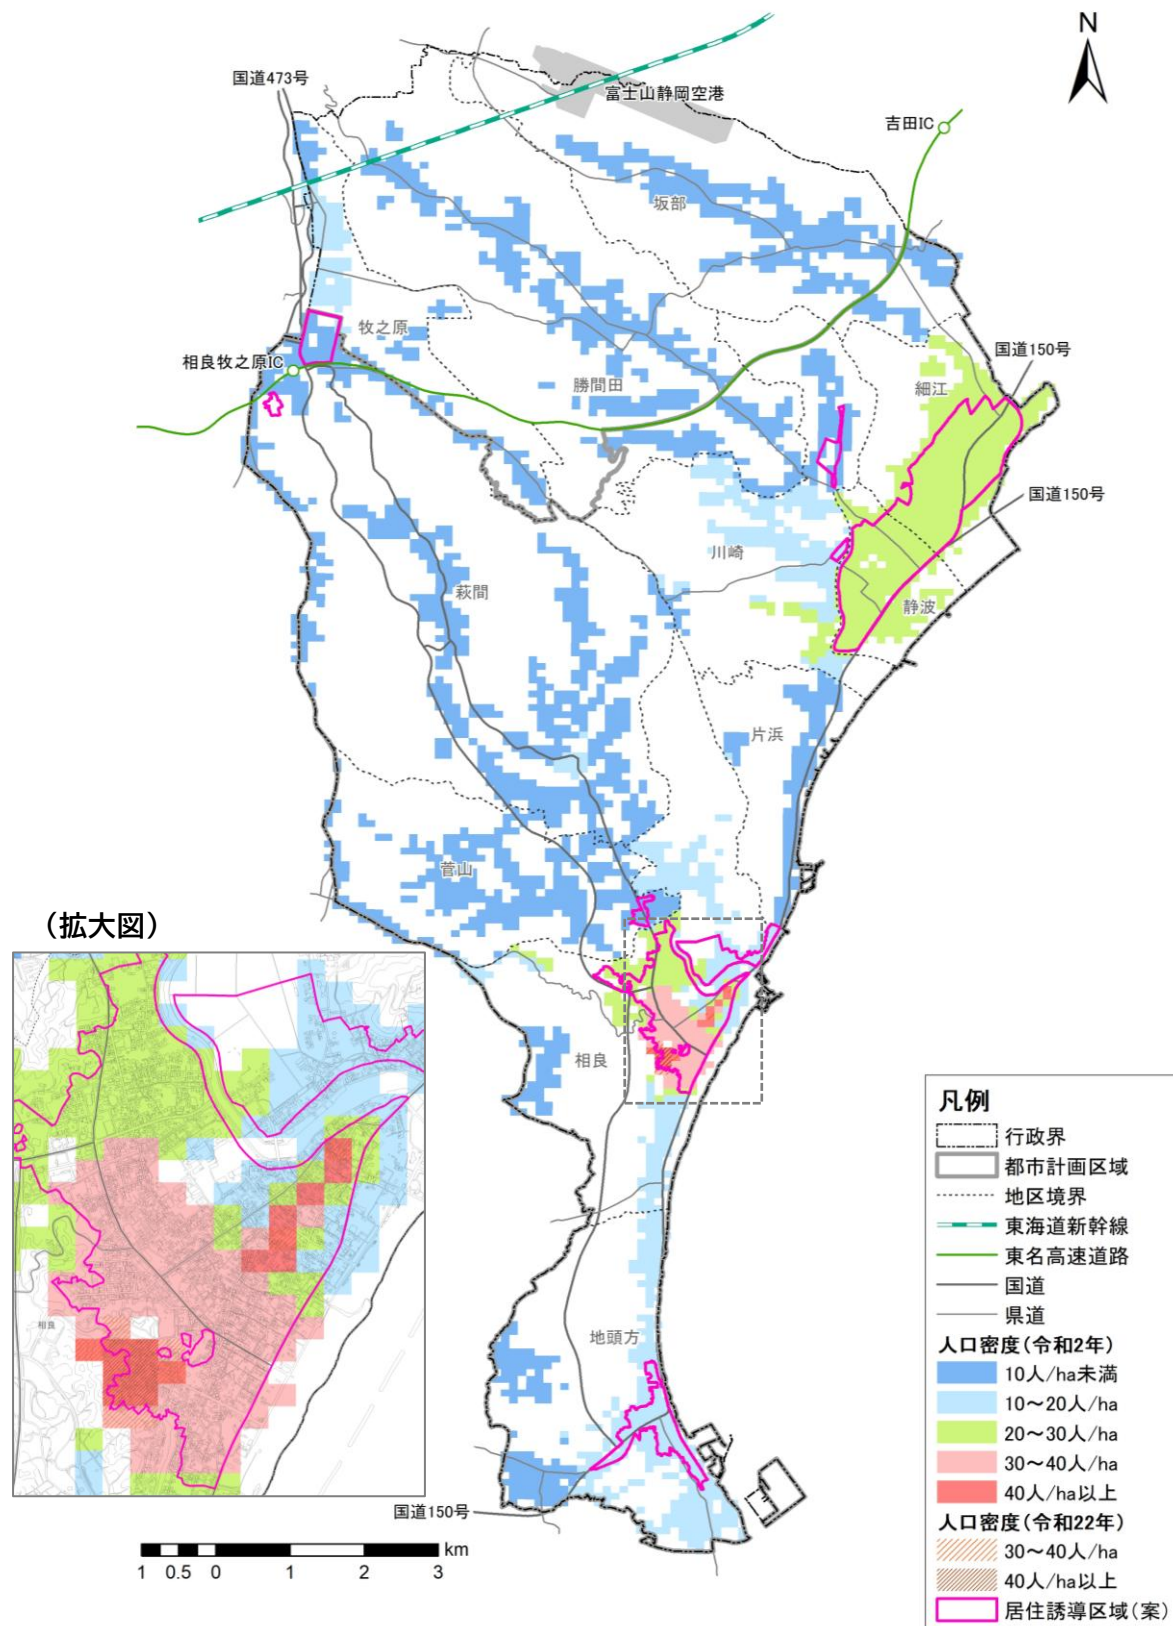 N
国道473号
富士山静岡空港
吉田IC
坂部
牧之原
相良牧之原IC
国道150号
細江
勝間田
国道150号
川崎
萩間
静波
片浜
菅山
(拡大図)
相良
相良
地頭方
国道150号
km
1 0.5 0 1 2 3
凡例
行政界
都市計画区域
地区境界
東海道新幹線
東名高速道路
国道
県道
人口密度(令和2年)
10人/ha未満
10～20人/ha
20～30人/ha
30～40人/ha
40人/ha以上
人口密度(令和22年)
30～40人/ha
40人/ha以上
居住誘導区域(案)